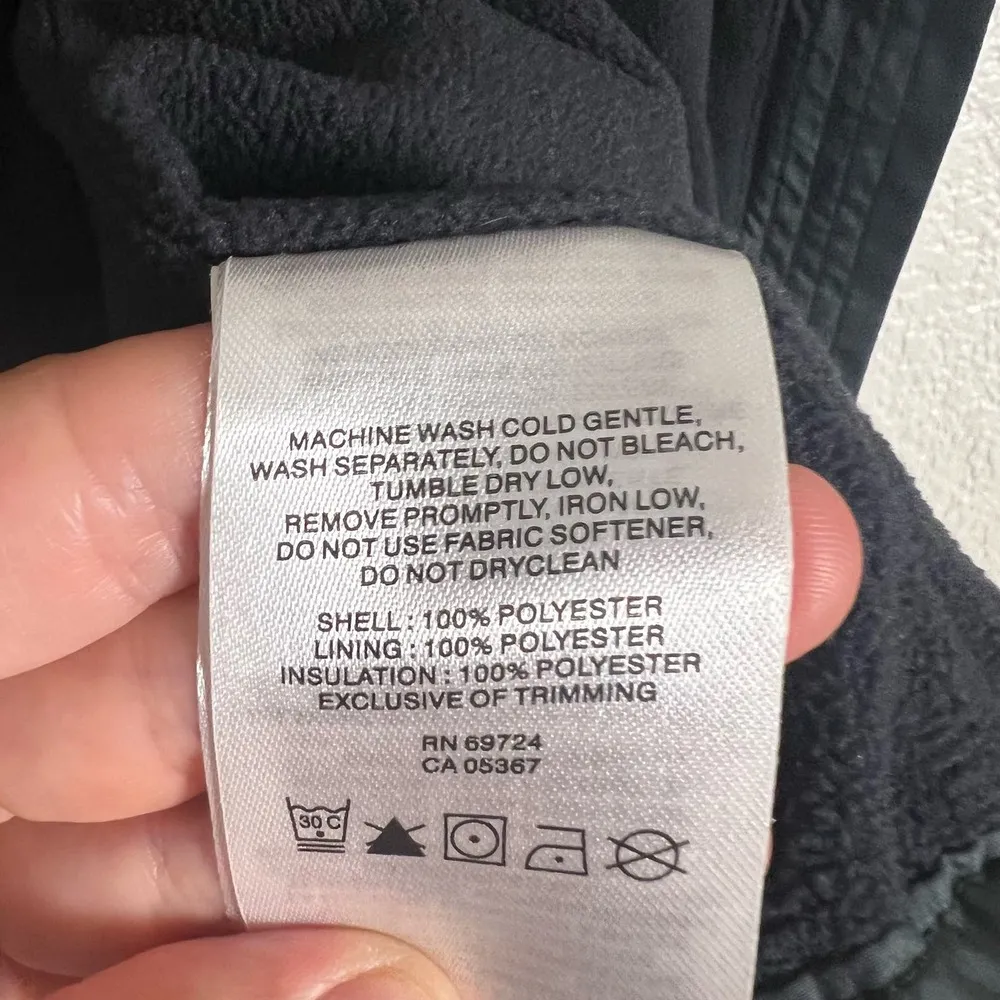 MACHINE WASH COLD GENTLE,
WASH SEPARATELY, DO NOT BLEACH,
TUMBLE DRY LOW,
REMOVE PROMPTLY, IRON LOW,
DO NOT USE FABRIC SOFTENER,
DO NOT DRYCLEAN
SHELL : 100% POLYESTER
LINING : 100% POLYESTER
INSULATION : 100% POLYESTER
EXCLUSIVE OF TRIMMING
RN 69724
CA 05367
30 C